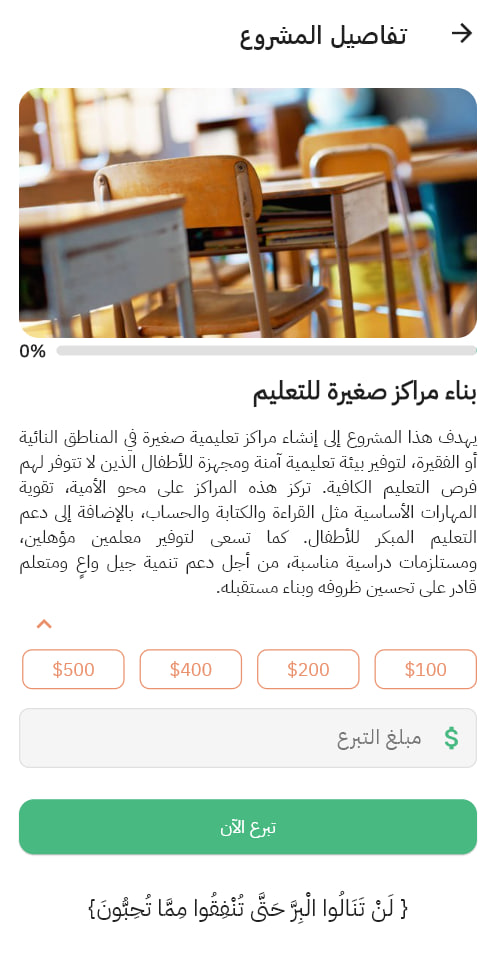 تفاصيل المشروع
0%
بناء مراكز صغيرة للتعليم
يهدف هذا المشروع إلى إنشاء مراكز تعليمية صغيرة في المناطق النائية
أو الفقيرة، لتوفير بيئة تعليمية آمنة ومجهزة للأطفال الذين لا تتوفر لهم
فرص التعليم الكافية. تركز هذه المراكز على محو الأمية، تقوية
المهارات الأساسية مثل القراءة والكتابة والحساب، بالإضافة إلى دعم
التعليم المبكر للأطفال. كما تسعى لتوفير معلمين مؤهلين،
ومستلزمات دراسية مناسبة، من أجل دعم تنمية جيل واعٍ ومتعلم
قادر على تحسين ظروفه وبناء مستقبله.
$100 $200 $400 $500
$ مبلغ التبرع
تبرع الآن
{ لَنْ تَنَالُوا الْبِرَّ حَتَّى تُنْفِقُوا مِمَّا تُحِبُّونَ}